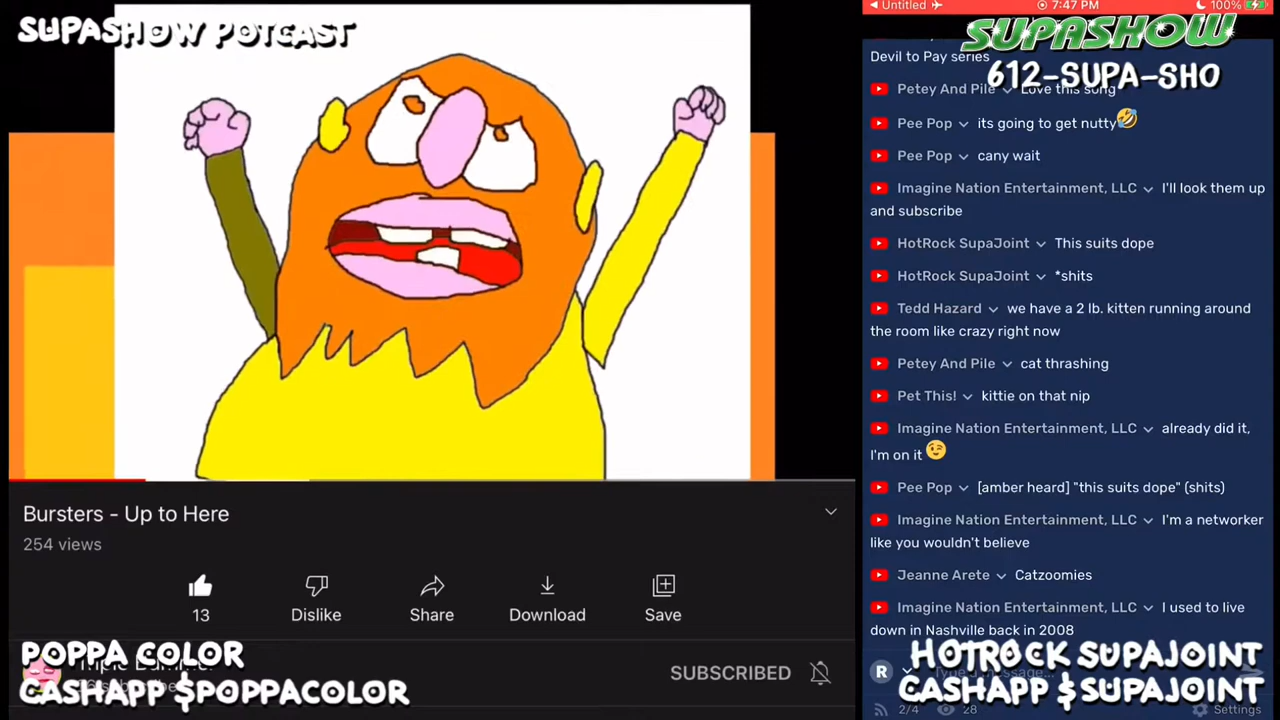 SUPASHOW POTCAST
Bursters - Up to Here
254 views
13
Dislike
Share
Download
Save
SUBSCRIBED
POPPA COLOR
CASHAPP $POPPACOLOR
Untitled
7:47 PM
100%
SUPASHOW
612-SUPA-SHO
Devil to Pay series
Petey And Pile Love this song
Pee Pop its going to get nutty🤣
Pee Pop cany wait
Imagine Nation Entertainment, LLC I'll look them up
and subscribe
HotRock SupaJoint This suits dope
HotRock SupaJoint *shits
Tedd Hazard we have a 2 lb. kitten running around
the room like crazy right now
Petey And Pile cat thrashing
Pet This! kittie on that nip
Imagine Nation Entertainment, LLC already did it,
I'm on it 😉
Pee Pop [amber heard] "this suits dope" (shits)
Imagine Nation Entertainment, LLC I'm a networker
like you wouldn't believe
Jeanne Arete Catzoomies
Imagine Nation Entertainment, LLC I used to live
down in Nashville back in 2008
HOTROCK SUPAJOINT
R
CASHAPP $SUPAJOINT
2/4 28 Settings